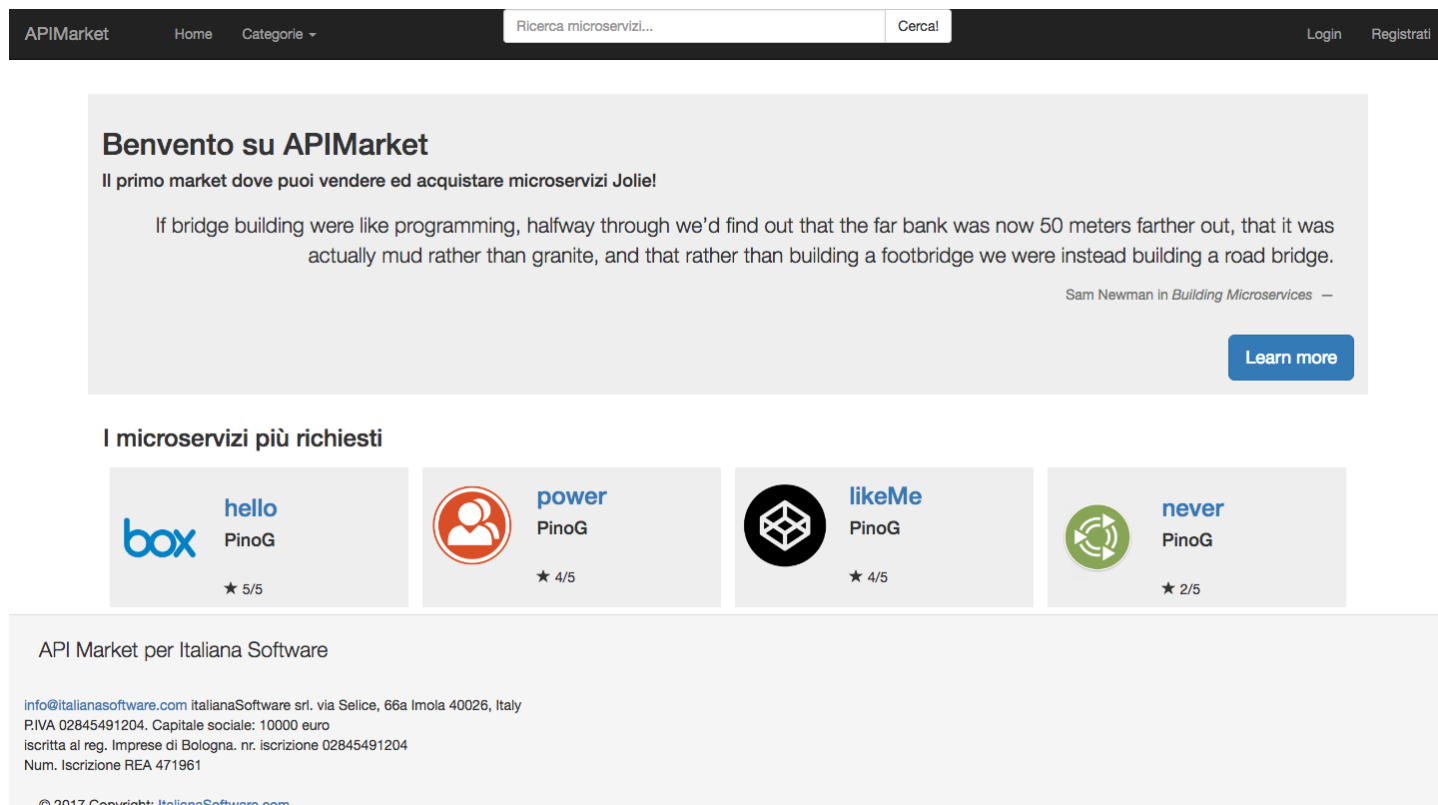 APIMarket Home Categorie Ricerca microservizi... Cerca! Login Registrati
Benvento su APIMarket
Il primo market dove puoi vendere ed acquistare microservizi Jolie!
If bridge building were like programming, halfway through we'd find out that the far bank was now 50 meters farther out, that it was
actually mud rather than granite, and that rather than building a footbridge we were instead building a road bridge.
Sam Newman in Building Microservices —
Learn more
I microservizi più richiesti
box
hello
PinoG
★ 5/5
power
PinoG
★ 4/5
likeMe
PinoG
★ 4/5
never
PinoG
★ 2/5
API Market per Italiana Software
info@italianasoftware.com italianaSoftware srl. via Selice, 66a Imola 40026, Italy
P.IVA 02845491204. Capitale sociale: 10000 euro
iscritta al reg. Imprese di Bologna. nr. iscrizione 02845491204
Num. Iscrizione REA 471961
© 2017 Copyright: ItalianaSoftware.com